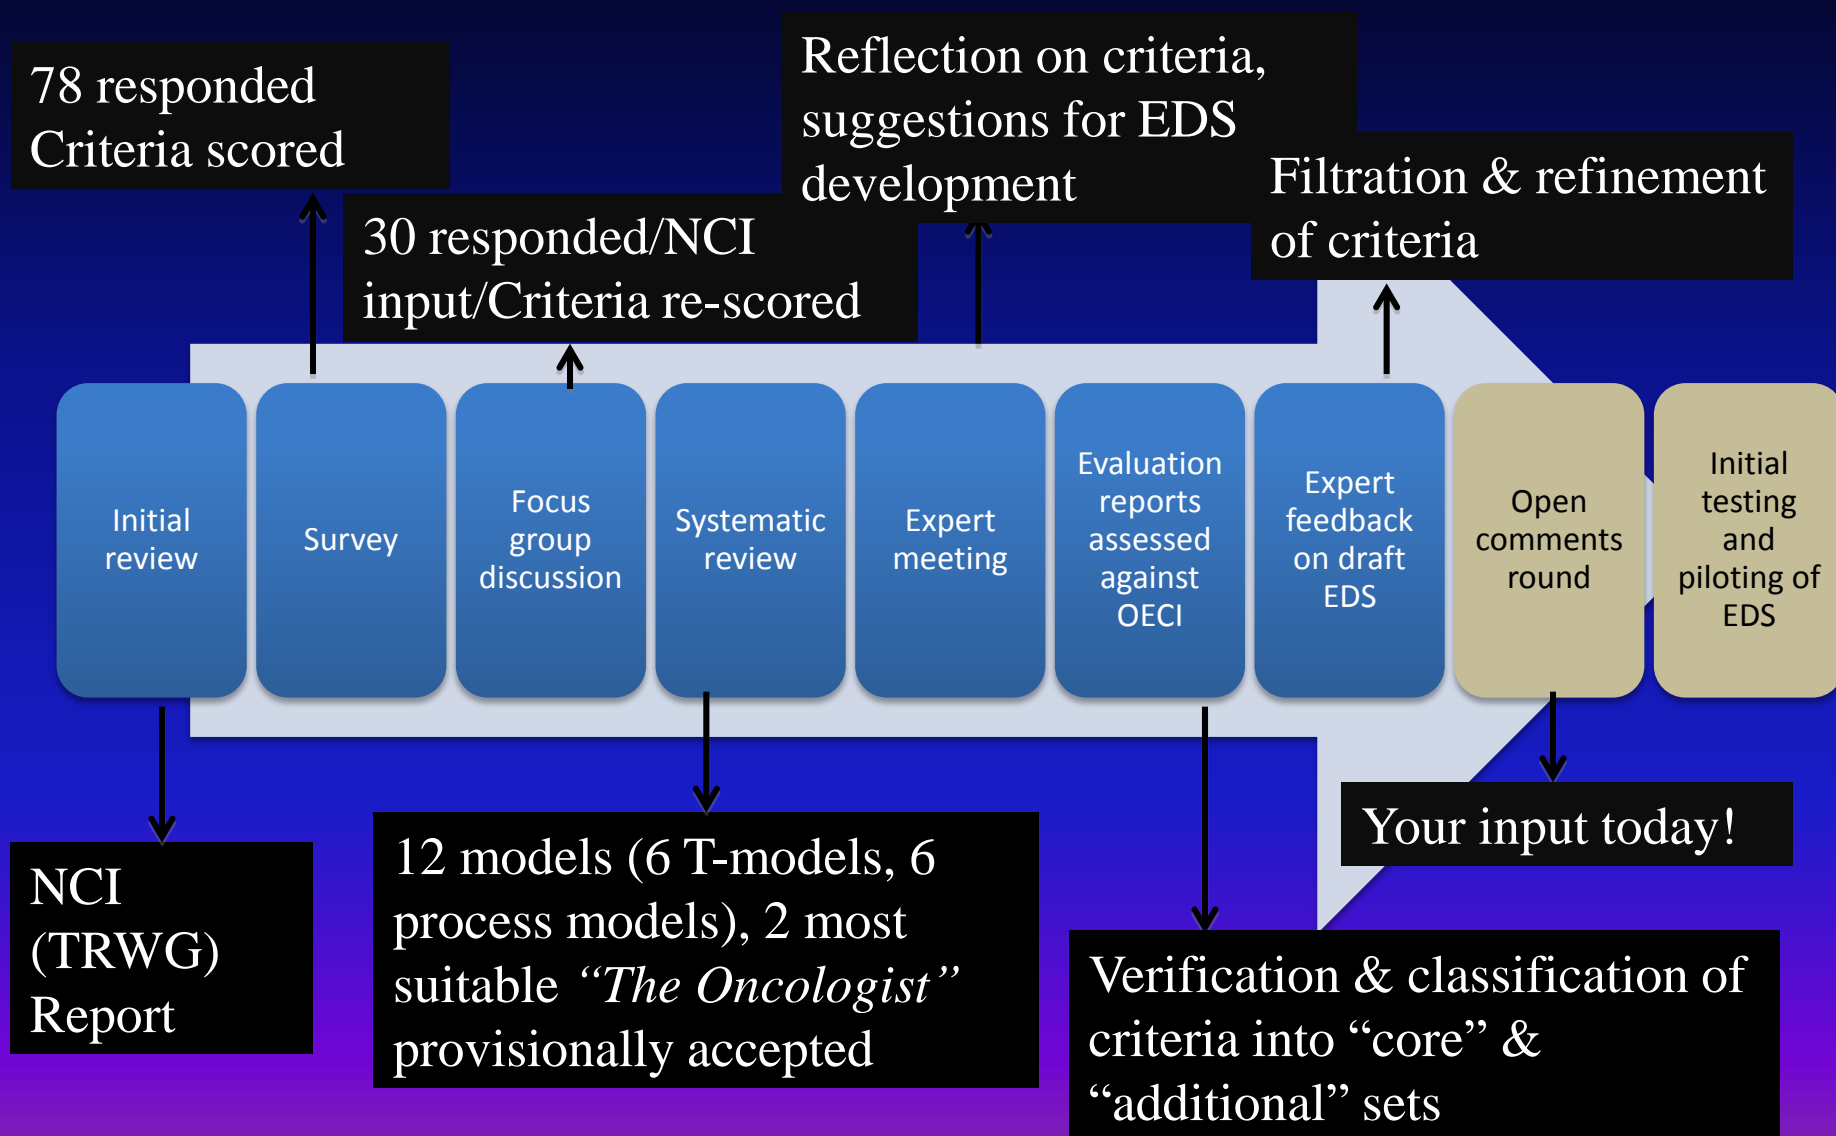 78 responded
Criteria scored
30 responded/NCI
input/Criteria re-scored
Reflection on criteria,
suggestions for EDS
development
Filtration & refinement
of criteria
Initial
review
Survey
Focus
group
discussion
Systematic
review
Expert
meeting
Evaluation
reports
assessed
against
OECI
Expert
feedback
on draft
EDS
Open
comments
round
Initial
testing
and
piloting of
EDS
NCI
(TRWG)
Report
12 models (6 T-models, 6
process models), 2 most
suitable “The Oncologist”
provisionally accepted
Verification & classification of
criteria into “core” &
“additional” sets
Your input today!